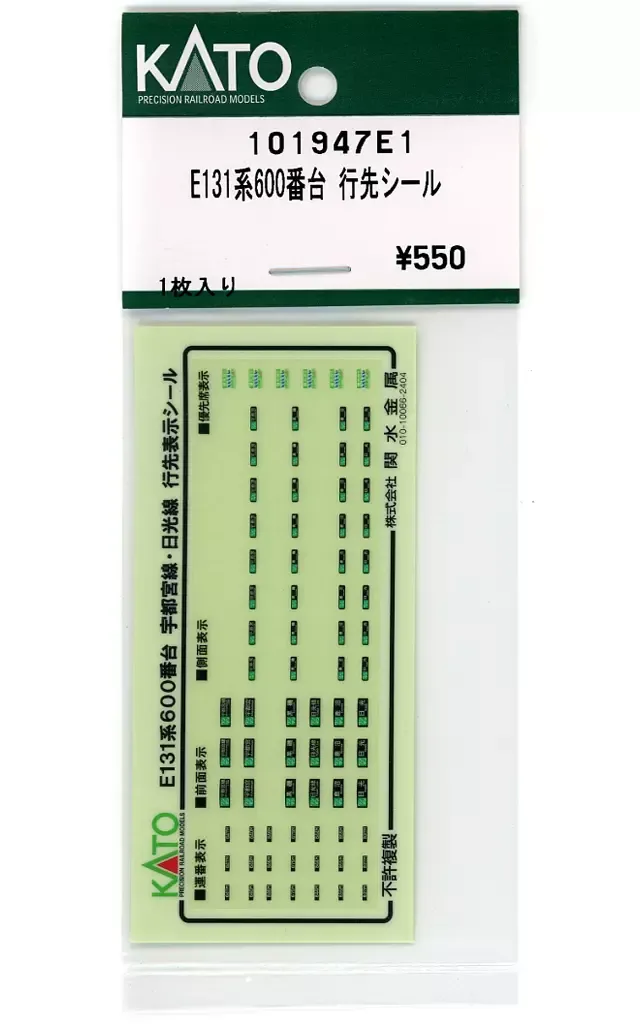 KATO
PRECISION RAILROAD MODELS
101947E1
E131系600番台 行先シール
¥550
1枚入り
KATO
PRECISION RAILROAD MODELS
E131系600番台 宇都宮線・日光線 行先表示シール
■運番表示
■前面表示
■側面表示
■優先席表示
不許複製
株式会社 関水金属
010-10086-2404